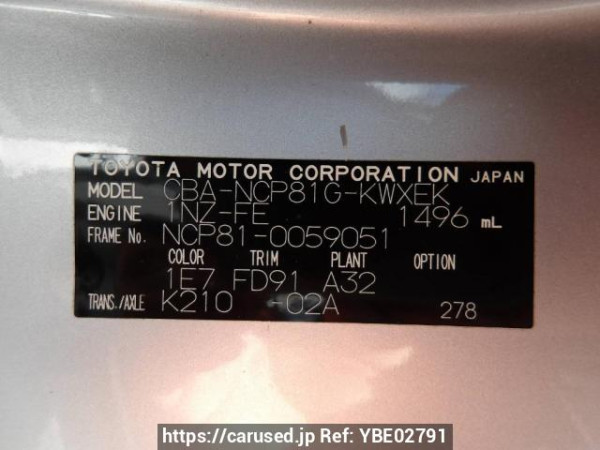 TOYOTA MOTOR CORPORATION JAPAN
MODEL CBA-NCP81G-KWXEK
ENGINE 1NZ-FE 1496 mL
FRAME No. NCP81-0059051
COLOR TRIM PLANT OPTION
1E7 FD91 A32
TRANS./AXLE K210 -02A 278
https://carused.jp Ref: YBE02791